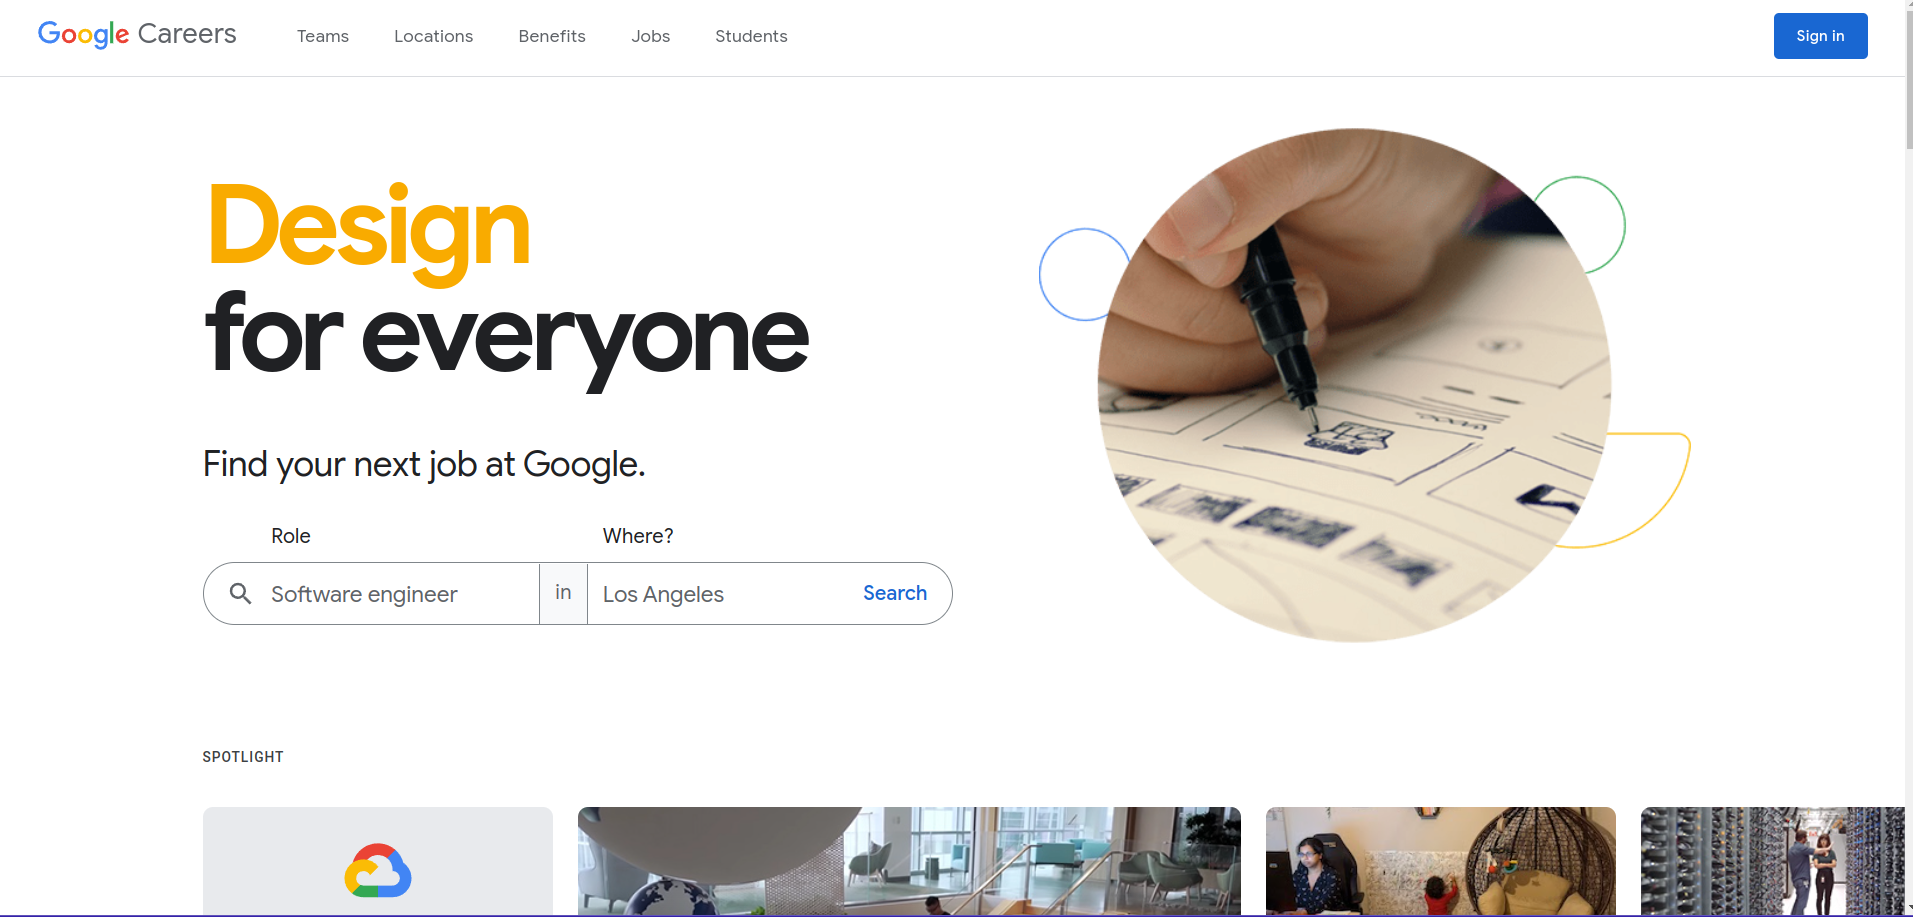 Google Careers
Teams
Locations
Benefits
Jobs
Students
Sign in
Design
for everyone
Find your next job at Google.
Role
Where?
Software engineer
in
Los Angeles
Search
SPOTLIGHT